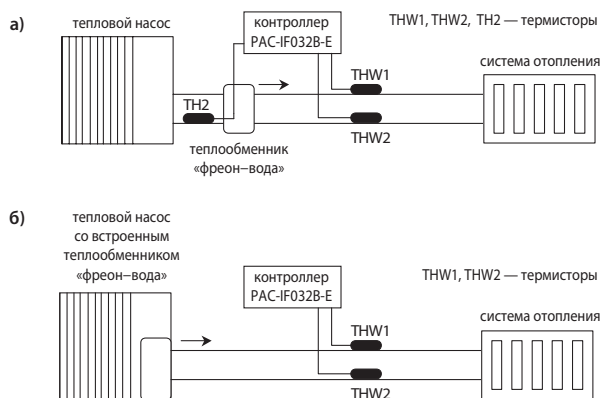 а)
тепловой насос
контроллер
PAC-IF032B-E
THW1, THW2, TH2 — термисторы
система отопления
THW1
TH2
THW2
теплообменник
«фреон–вода»
б)
тепловой насос
со встроенным
теплообменником
«фреон–вода»
контроллер
PAC-IF032B-E
THW1, THW2 — термисторы
система отопления
THW1
THW2